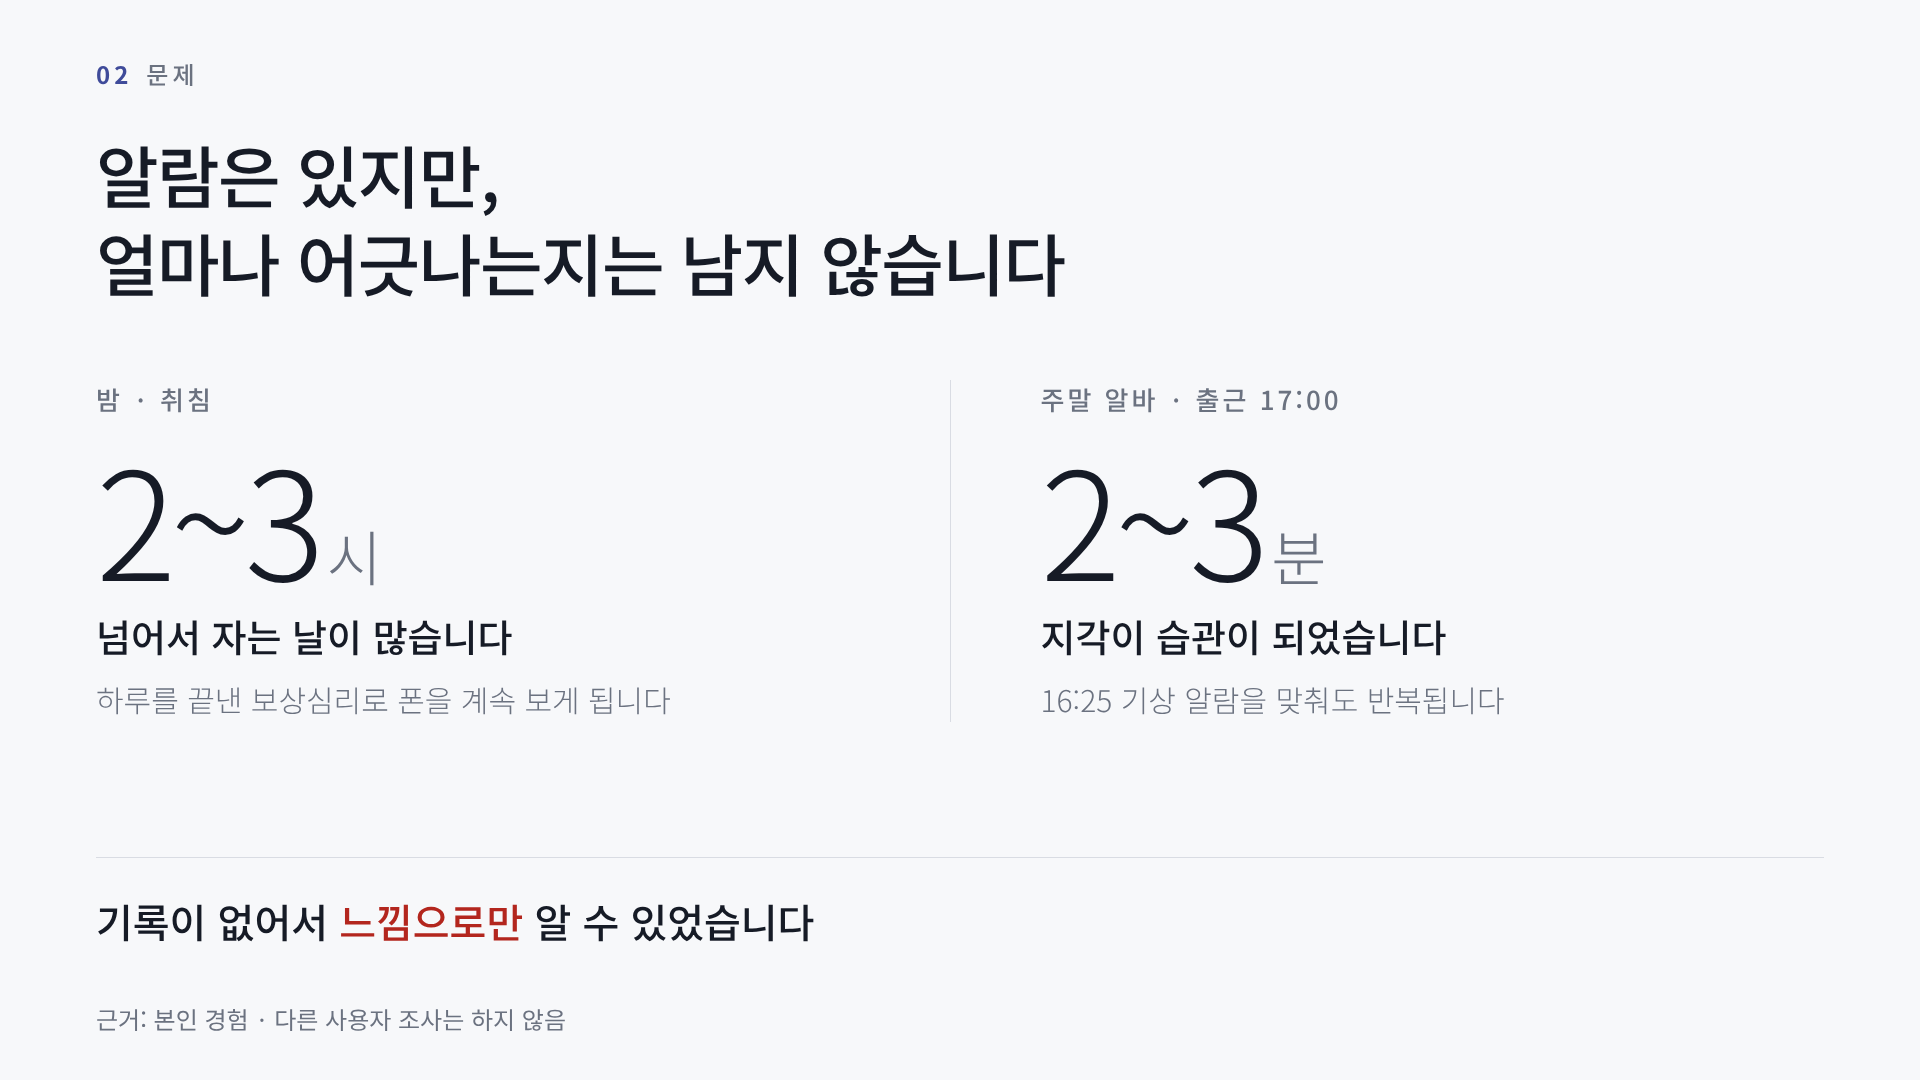 02 문제
알람은 있지만,
얼마나 어긋나는지는 남지 않습니다
밤 · 취침
2~3시
넘어서 자는 날이 많습니다
하루를 끝낸 보상심리로 폰을 계속 보게 됩니다
주말 알바 · 출근 17:00
2~3분
지각이 습관이 되었습니다
16:25 기상 알람을 맞춰도 반복됩니다
기록이 없어서 느낌으로만 알 수 있었습니다
근거: 본인 경험 · 다른 사용자 조사는 하지 않음